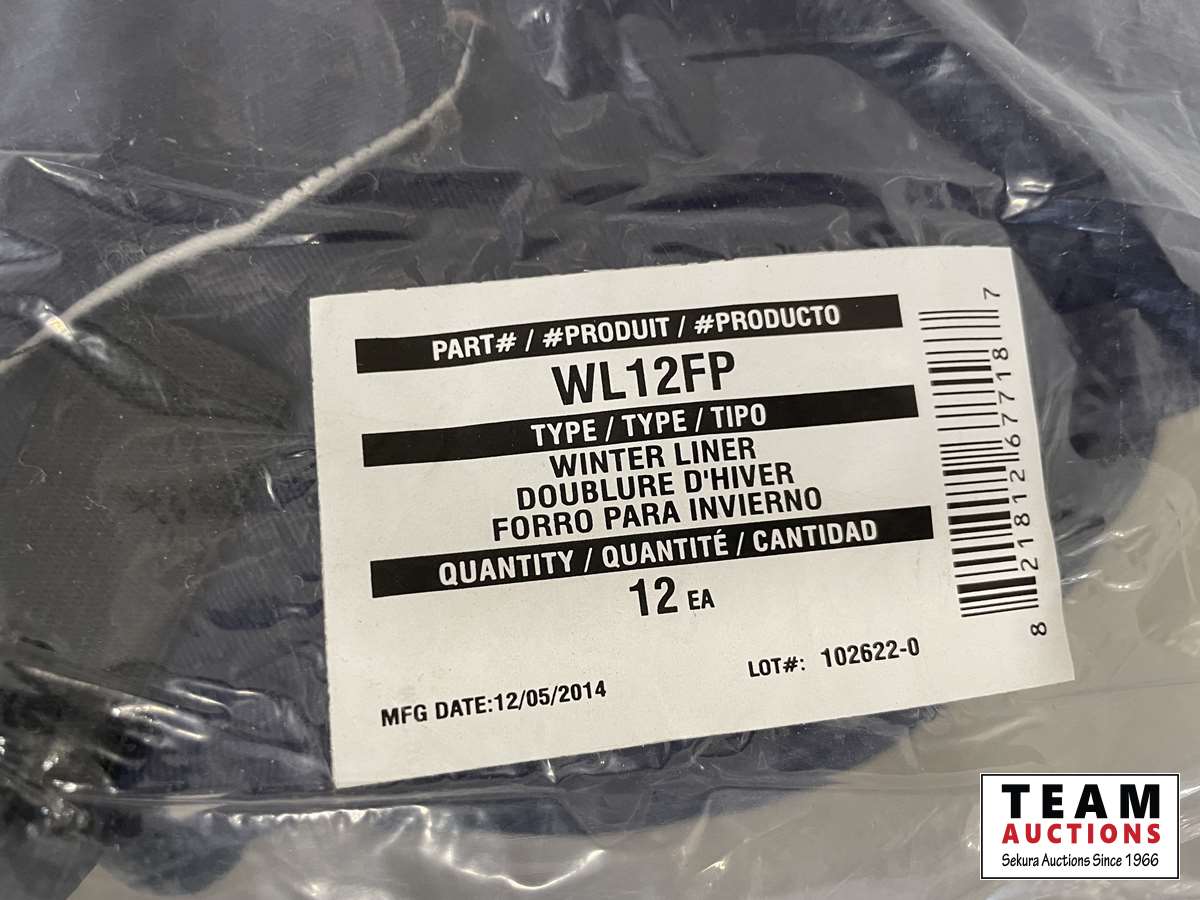 PART# / #PRODUIT / #PRODUCTO
WL12FP
TYPE / TYPE / TIPO
WINTER LINER
DOUBLURE D'HIVER
FORRO PARA INVIERNO
QUANTITY / QUANTITÉ / CANTIDAD
12 EA
MFG DATE:12/05/2014
LOT#: 102622-0
8 21812 67718 7
TEAM
AUCTIONS
Sekura Auctions Since 1966